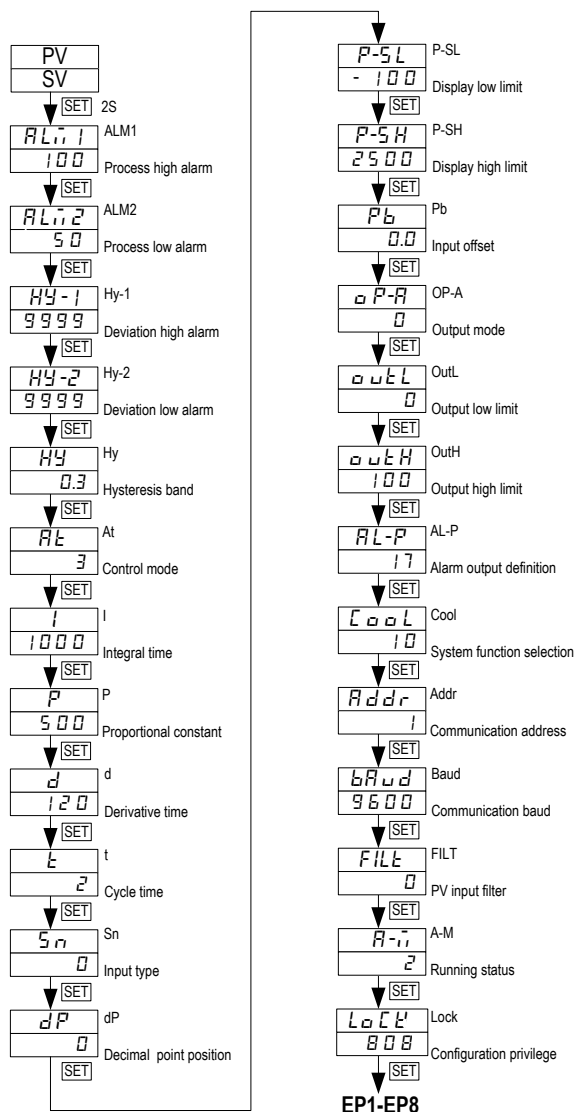 PV
SV
SET 2S
ALM1 ALM1
100 Process high alarm
SET
ALM2 ALM2
50 Process low alarm
SET
HY-1 Hy-1
9999 Deviation high alarm
SET
HY-2 Hy-2
9999 Deviation low alarm
SET
HY Hy
0.3 Hysteresis band
SET
At At
3 Control mode
SET
I I
1000 Integral time
SET
P P
500 Proportional constant
SET
d d
120 Derivative time
SET
t t
2 Cycle time
SET
Sn Sn
0 Input type
SET
dP dP
0 Decimal point position
SET
P-SL P-SL
-100 Display low limit
SET
P-SH P-SH
2500 Display high limit
SET
Pb Pb
0.0 Input offset
SET
oP-A OP-A
0 Output mode
SET
outL OutL
0 Output low limit
SET
outH OutH
100 Output high limit
SET
AL-P AL-P
17 Alarm output definition
SET
CooL Cool
10 System function selection
SET
Addr Addr
1 Communication address
SET
bAud Baud
9600 Communication baud
SET
FILt FILT
0 PV input filter
SET
A-M A-M
2 Running status
SET
LoCK Lock
808 Configuration privilege
SET
EP1-EP8